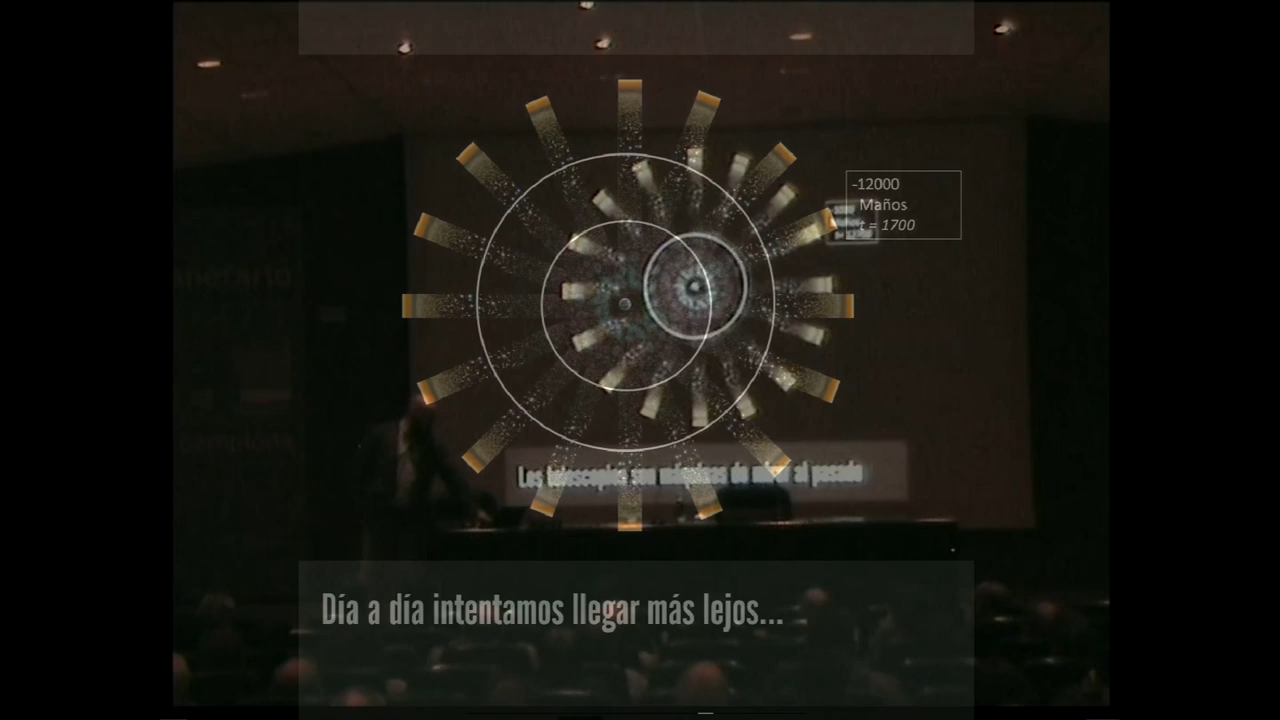 -12000
Maños
t = 1700
Los telescopios son máquinas de mirar al pasado
Día a día intentamos llegar más lejos...